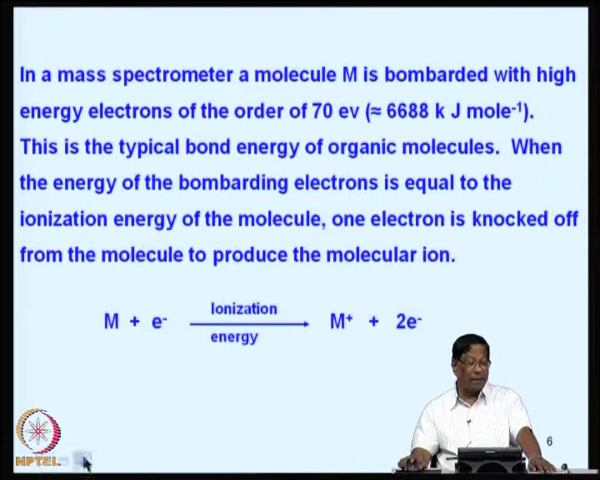 In a mass spectrometer a molecule M is bombarded with high
energy electrons of the order of 70 ev (≈ 6688 k J mole⁻¹).
This is the typical bond energy of organic molecules. When
the energy of the bombarding electrons is equal to the
ionization energy of the molecule, one electron is knocked off
from the molecule to produce the molecular ion.
Ionization
M + e⁻ ⟶ M⁺ + 2e⁻
energy
6
NPTEL